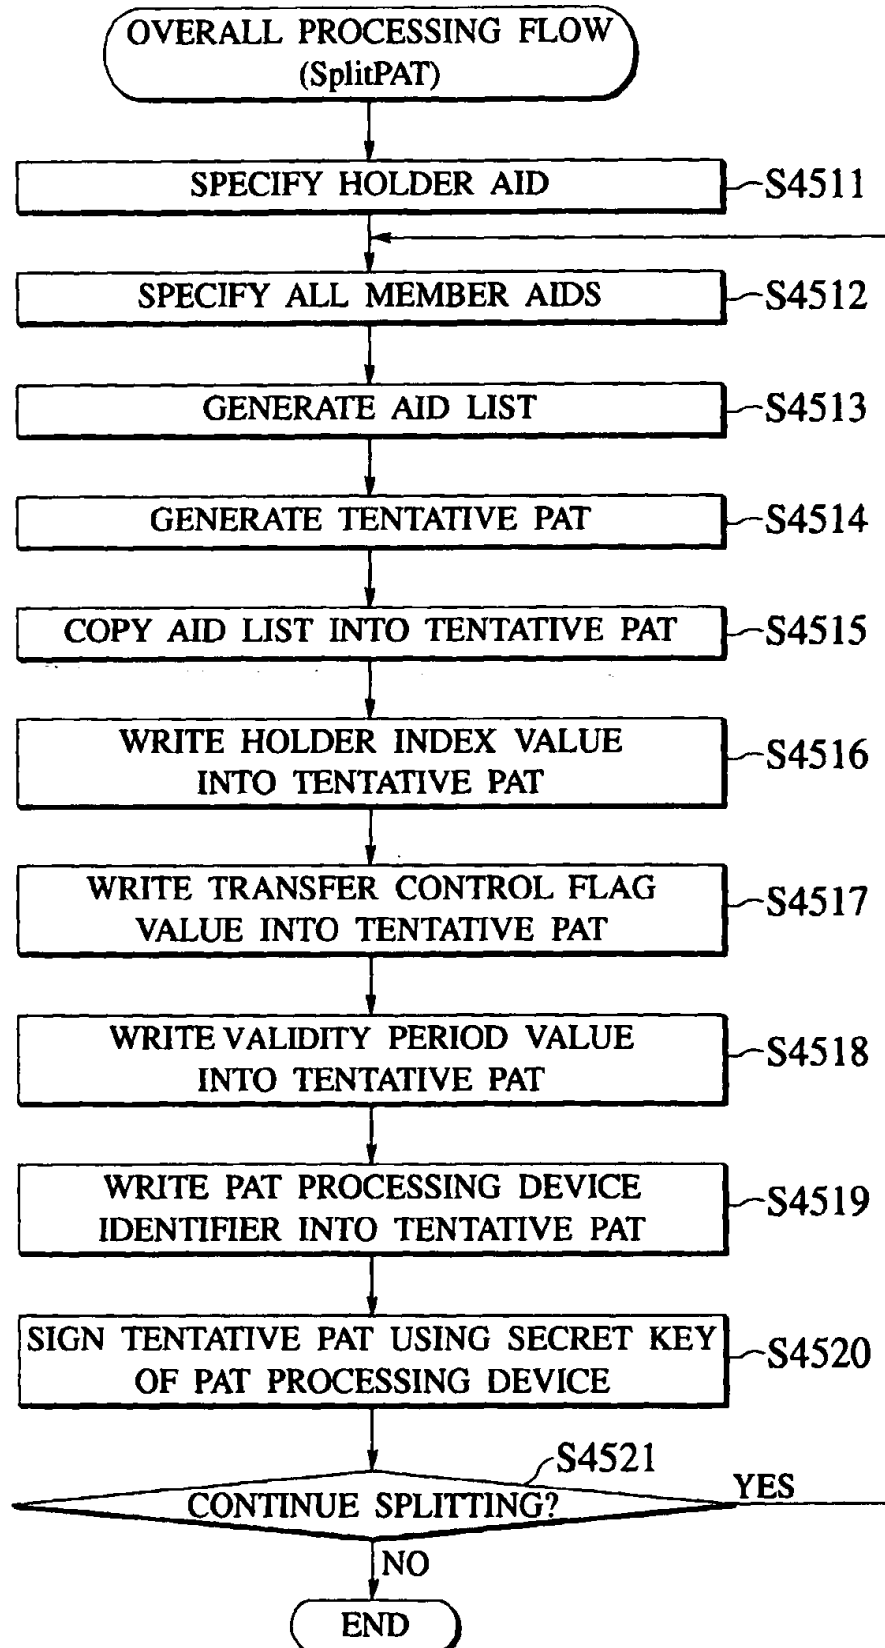 OVERALL PROCESSING FLOW
(SplitPAT)
SPECIFY HOLDER AID
S4511
SPECIFY ALL MEMBER AIDS
S4512
GENERATE AID LIST
S4513
GENERATE TENTATIVE PAT
S4514
COPY AID LIST INTO TENTATIVE PAT
S4515
WRITE HOLDER INDEX VALUE
INTO TENTATIVE PAT
S4516
WRITE TRANSFER CONTROL FLAG
VALUE INTO TENTATIVE PAT
S4517
WRITE VALIDITY PERIOD VALUE
INTO TENTATIVE PAT
S4518
WRITE PAT PROCESSING DEVICE
IDENTIFIER INTO TENTATIVE PAT
S4519
SIGN TENTATIVE PAT USING SECRET KEY
OF PAT PROCESSING DEVICE
S4520
S4521
CONTINUE SPLITTING?
YES
NO
END